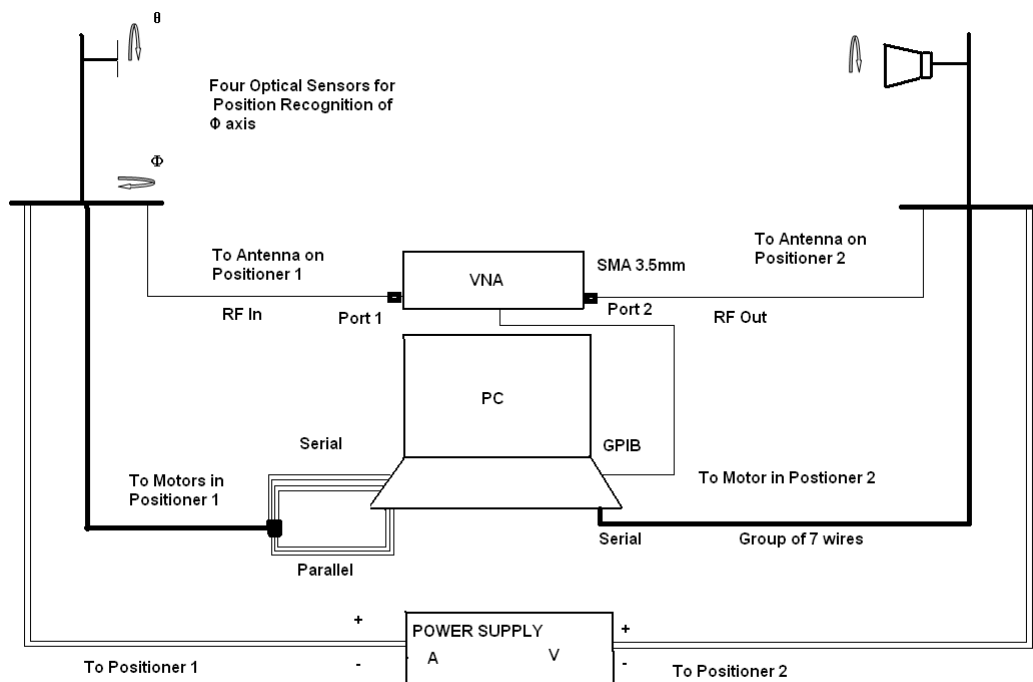 θ
Four Optical Sensors for
Position Recognition of
Φ axis
Φ
To Antenna on
Positioner 1
To Antenna on
Positioner 2
VNA
SMA 3.5mm
RF In
Port 1
Port 2
RF Out
PC
Serial
GPIB
To Motors in
Positioner 1
To Motor in Postioner 2
Serial
Group of 7 wires
Parallel
+
-
POWER SUPPLY
A
V
+
-
To Positioner 1
To Positioner 2